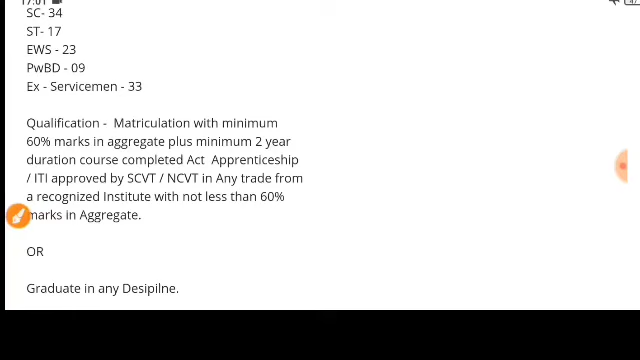 17:01
SC- 34
ST- 17
EWS - 23
PwBD - 09
Ex - Servicemen - 33
Qualification -  Matriculation with minimum
60% marks in aggregate plus minimum 2 year
duration course completed Act  Apprenticeship
/ ITI approved by SCVT / NCVT in Any trade from
a recognized Institute with not less than 60%
marks in Aggregate.
OR
Graduate in any Desipilne.